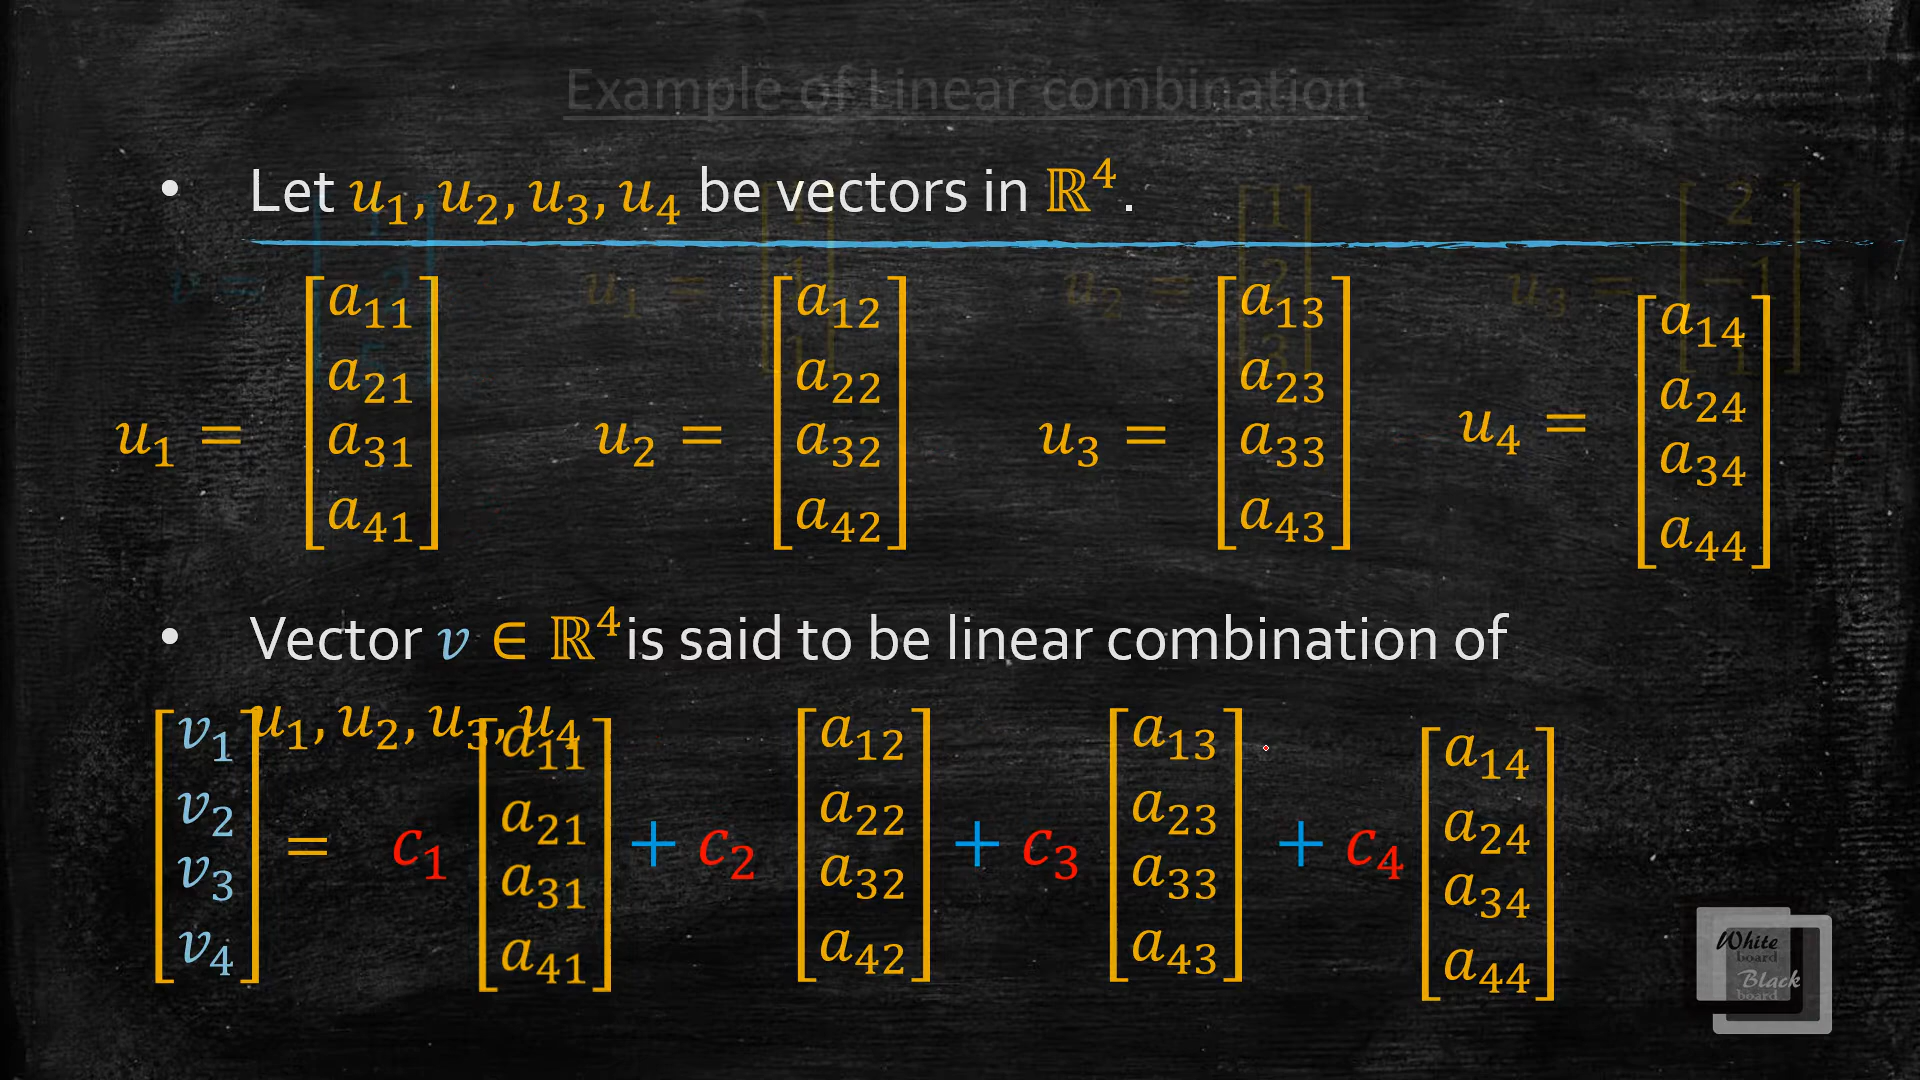 Example of Linear combination
• Let u₁, u₂, u₃, u₄ be vectors in ℝ⁴.
u₁ = [a₁₁ a₂₁ a₃₁ a₄₁] u₂ = [a₁₂ a₂₂ a₃₂ a₄₂] u₃ = [a₁₃ a₂₃ a₃₃ a₄₃] u₄ = [a₁₄ a₂₄ a₃₄ a₄₄]
• Vector v ∈ ℝ⁴ is said to be linear combination of
u₁, u₂, u₃, u₄
[v₁ v₂ v₃ v₄] = c₁ [a₁₁ a₂₁ a₃₁ a₄₁] + c₂ [a₁₂ a₂₂ a₃₂ a₄₂] + c₃ [a₁₃ a₂₃ a₃₃ a₄₃] + c₄ [a₁₄ a₂₄ a₃₄ a₄₄]
White
board
Black
board